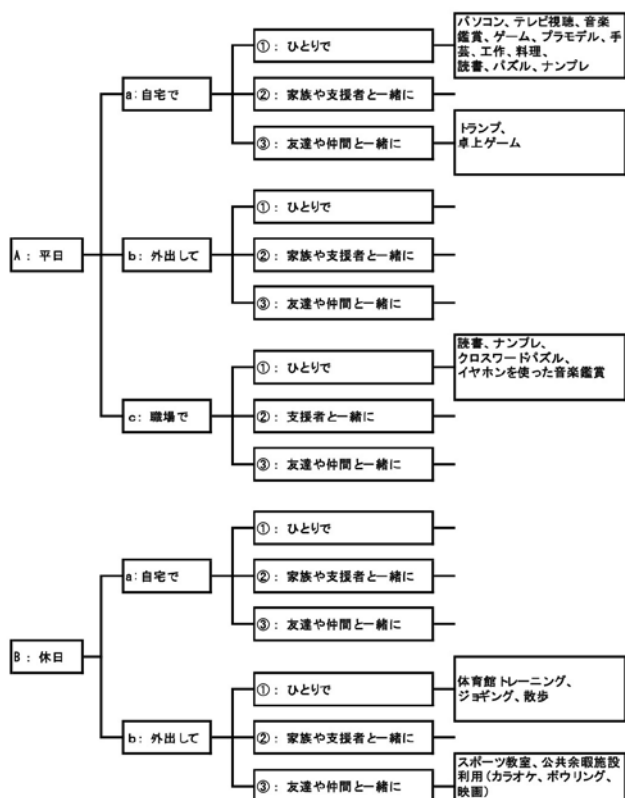 ①： ひとりで
パソコン、テレビ視聴、音楽
鑑賞、ゲーム、プラモデル、手
芸、工作、料理、
読書、パズル、ナンプレ
a：自宅で
②： 家族や支援者と一緒に
③： 友達や仲間と一緒に
トランプ、
卓上ゲーム
A： 平日
①： ひとりで
b： 外出して
②： 家族や支援者と一緒に
③： 友達や仲間と一緒に
①： ひとりで
読書、ナンプレ、
クロスワードパズル、
イヤホンを使った音楽鑑賞
c： 職場で
②： 支援者と一緒に
③： 友達や仲間と一緒に
B： 休日
①： ひとりで
a：自宅で
②： 家族や支援者と一緒に
③： 友達や仲間と一緒に
①： ひとりで
体育館トレーニング、
ジョギング、散歩
b： 外出して
②： 家族や支援者と一緒に
③： 友達や仲間と一緒に
スポーツ教室、公共余暇施設
利用（カラオケ、ボウリング、
映画）